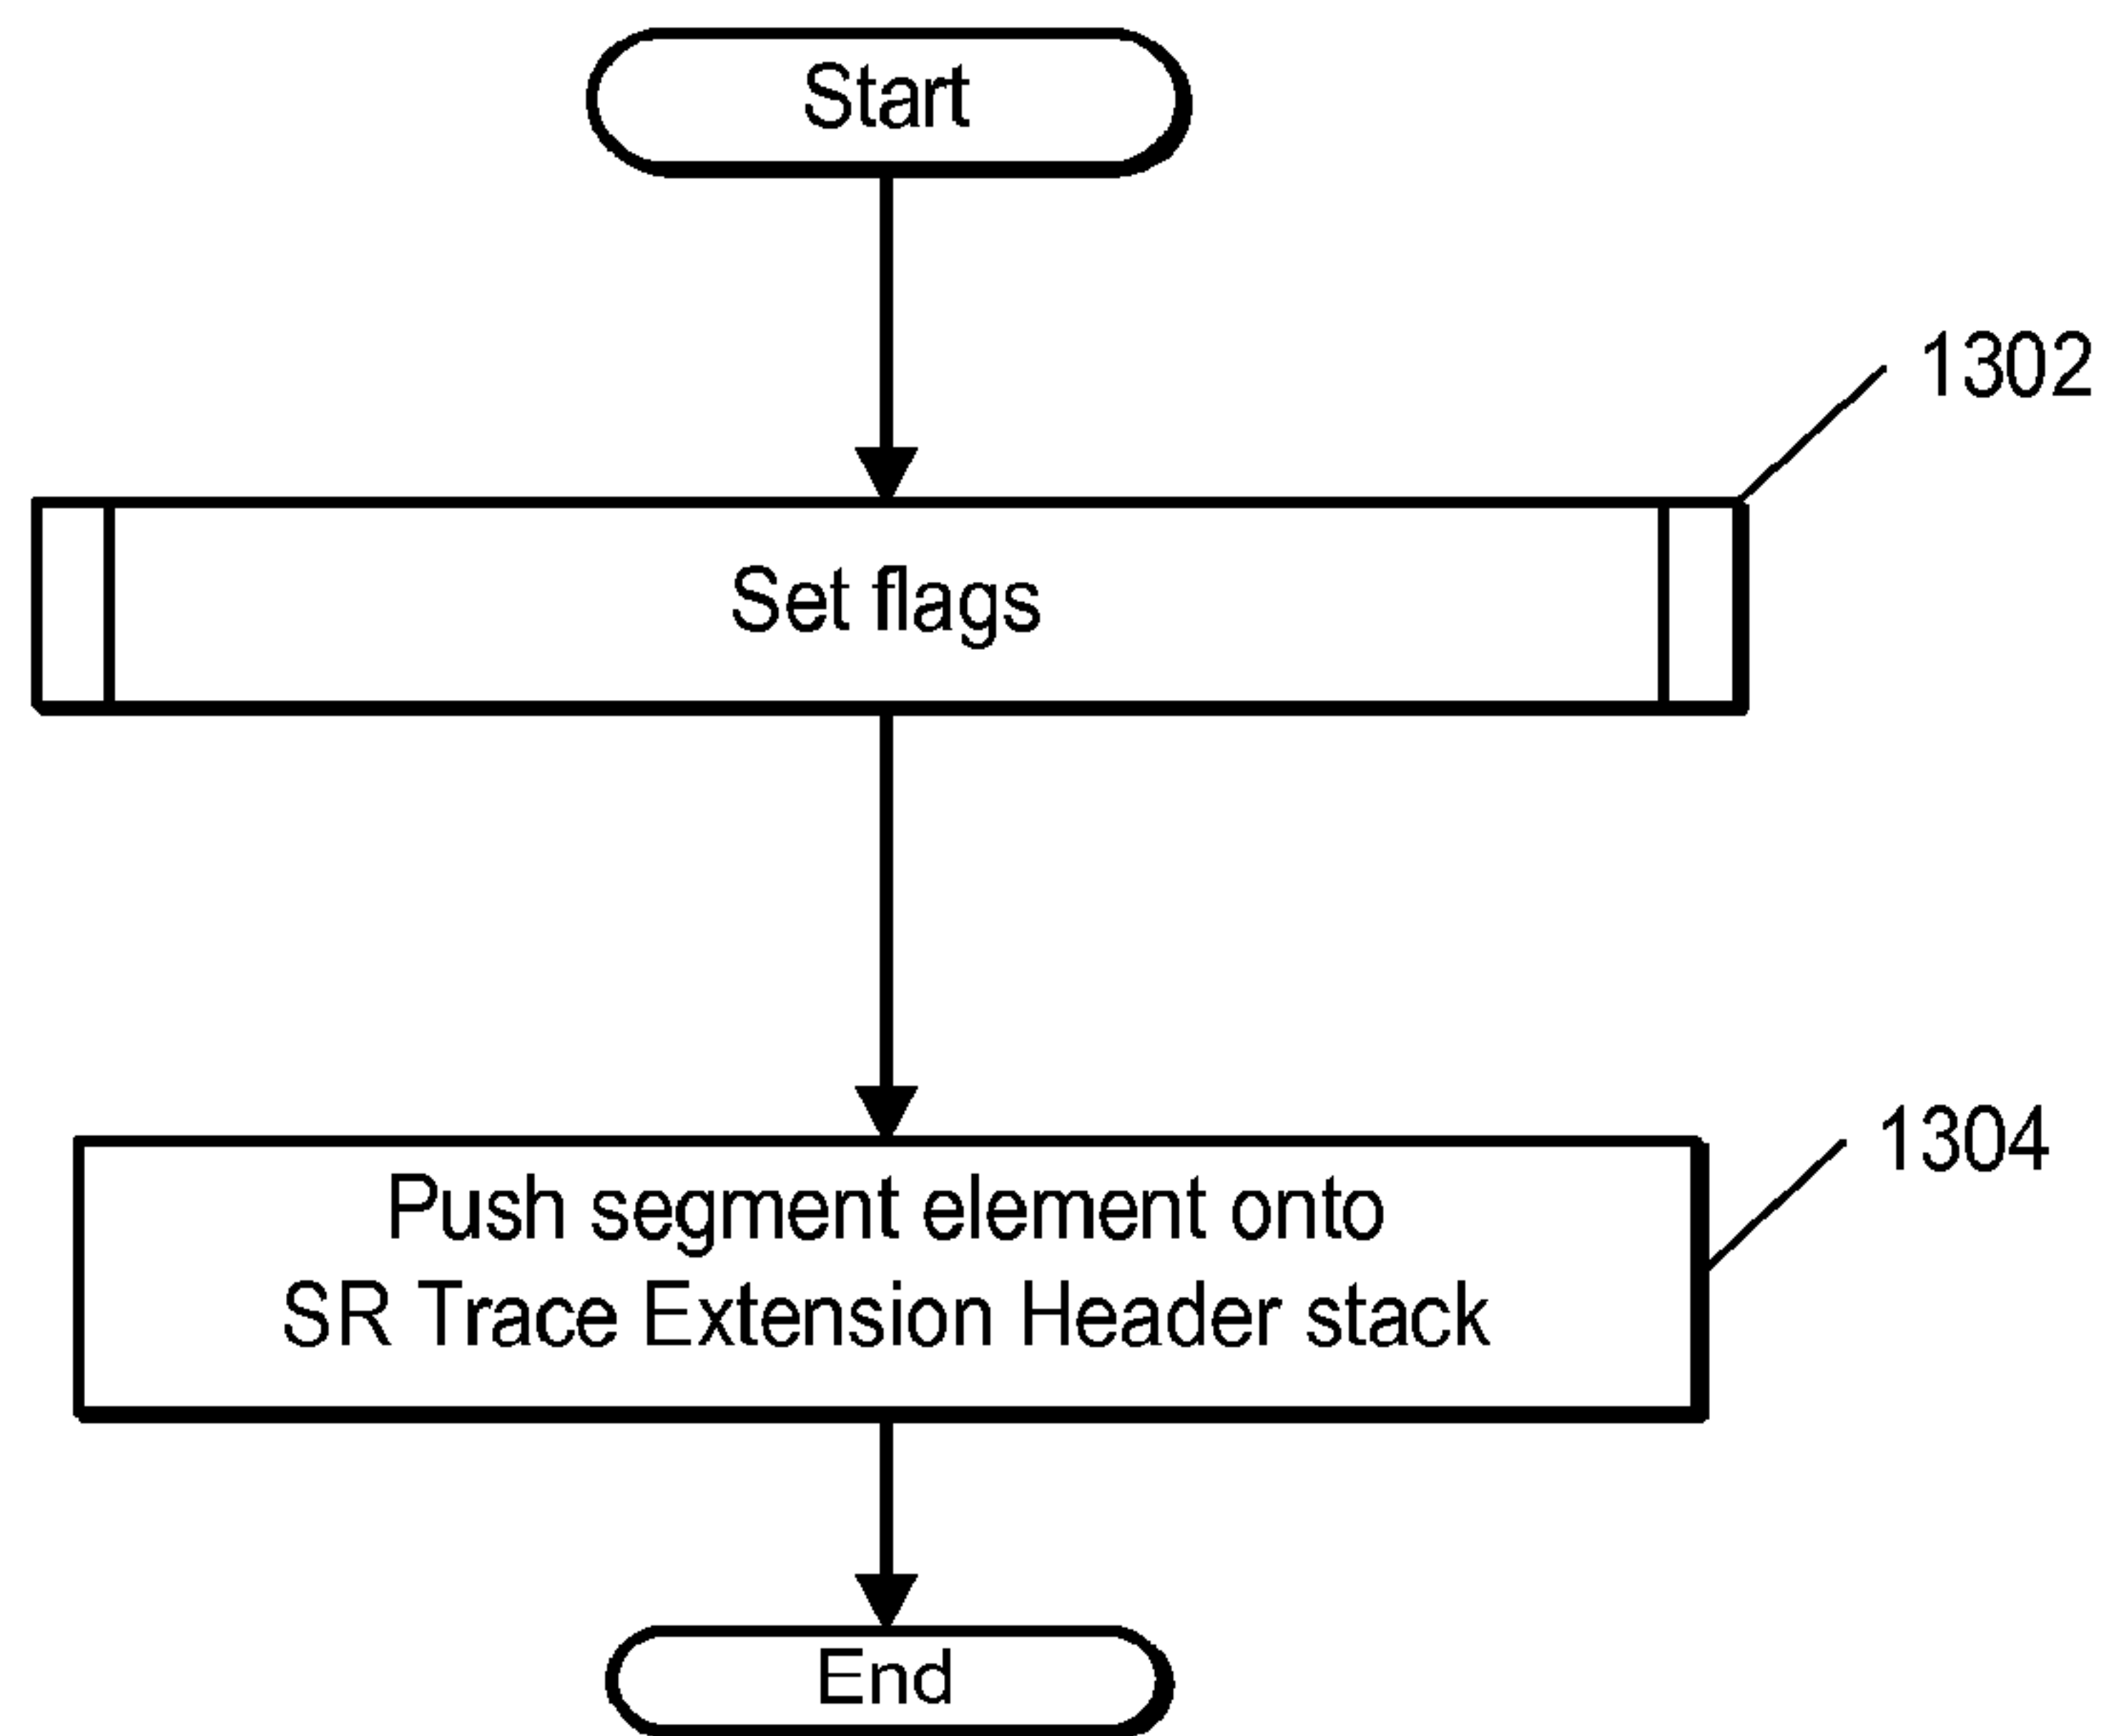 Start
1302
Set flags
1304
Push segment element onto
SR Trace Extension Header stack
End